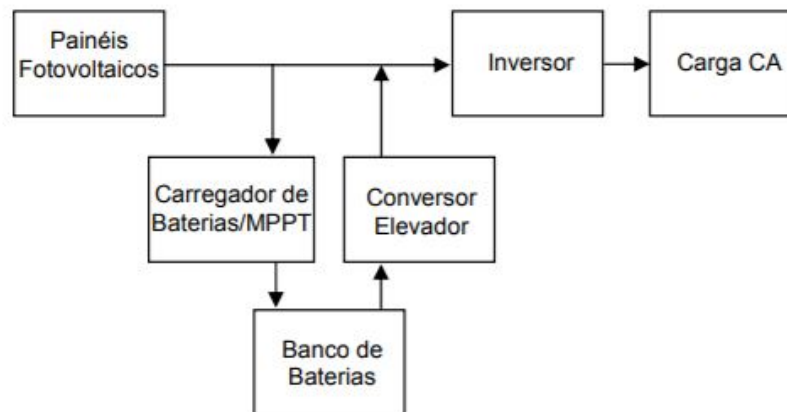 Painéis
Fotovoltaicos
Inversor
Carga CA
Carregador de
Baterias/MPPT
Conversor
Elevador
Banco de
Baterias